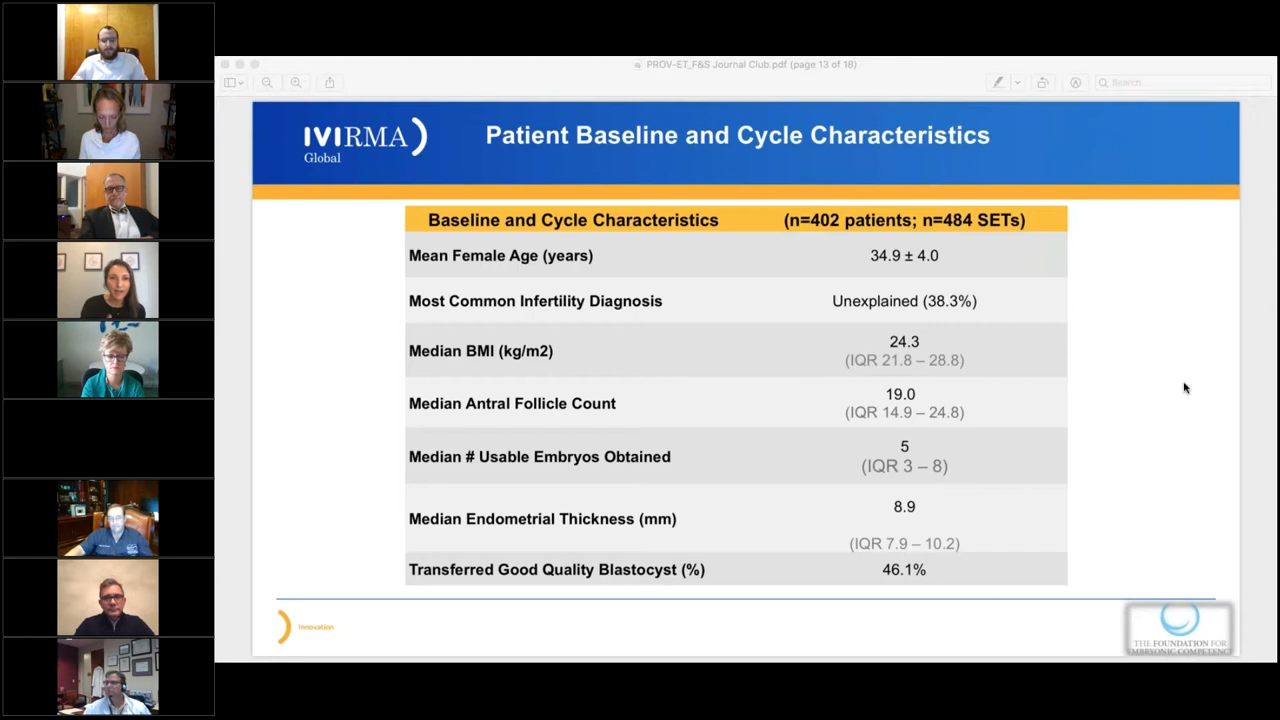 PROV-ET_F&S Journal Club.pdf (page 13 of 18)
Search
IVIRMA
Global
Patient Baseline and Cycle Characteristics
Baseline and Cycle Characteristics (n=402 patients; n=484 SETs)
Mean Female Age (years) 34.9 ± 4.0
Most Common Infertility Diagnosis Unexplained (38.3%)
Median BMI (kg/m2) 24.3
(IQR 21.8 – 28.8)
Median Antral Follicle Count 19.0
(IQR 14.9 – 24.8)
Median # Usable Embryos Obtained 5
(IQR 3 – 8)
Median Endometrial Thickness (mm) 8.9
(IQR 7.9 – 10.2)
Transferred Good Quality Blastocyst (%) 46.1%
Innovation
THE FOUNDATION FOR
EMBRYONIC COMPETENC